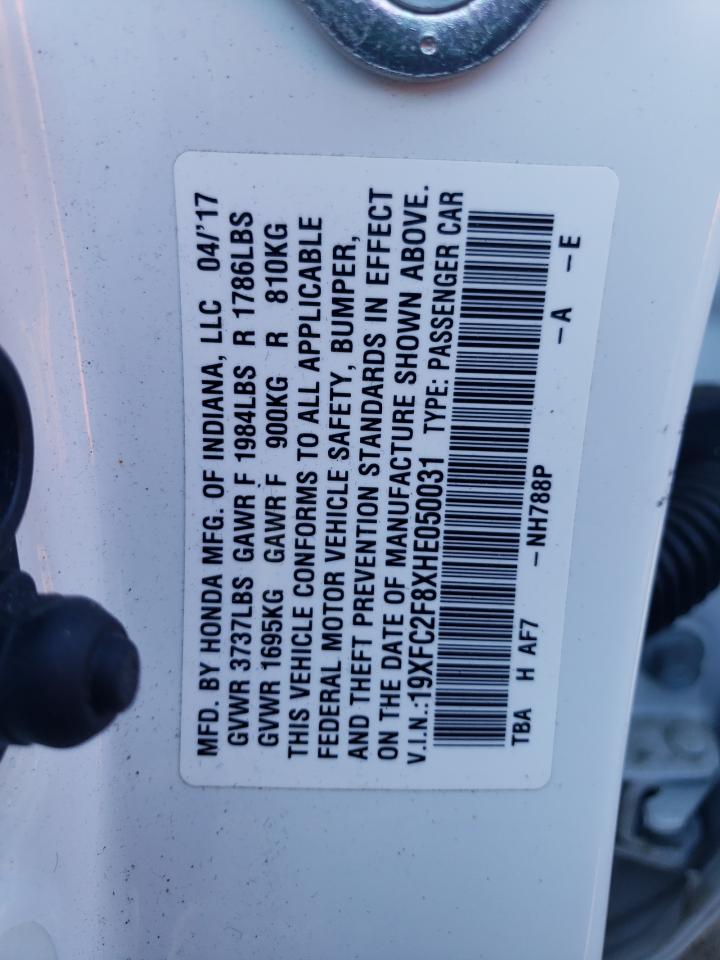 MFD. BY HONDA MFG. OF INDIANA, LLC 04/'17
GVWR 3737LBS GAWR F 1984LBS R 1786LBS
GVWR 1695KG GAWR F 900KG R 810KG
THIS VEHICLE CONFORMS TO ALL APPLICABLE
FEDERAL MOTOR VEHICLE SAFETY, BUMPER,
AND THEFT PREVENTION STANDARDS IN EFFECT
ON THE DATE OF MANUFACTURE SHOWN ABOVE.
V.I.N.:19XFC2F8XHE050031 TYPE: PASSENGER CAR
TBA H AF7 -NH788P -A -E